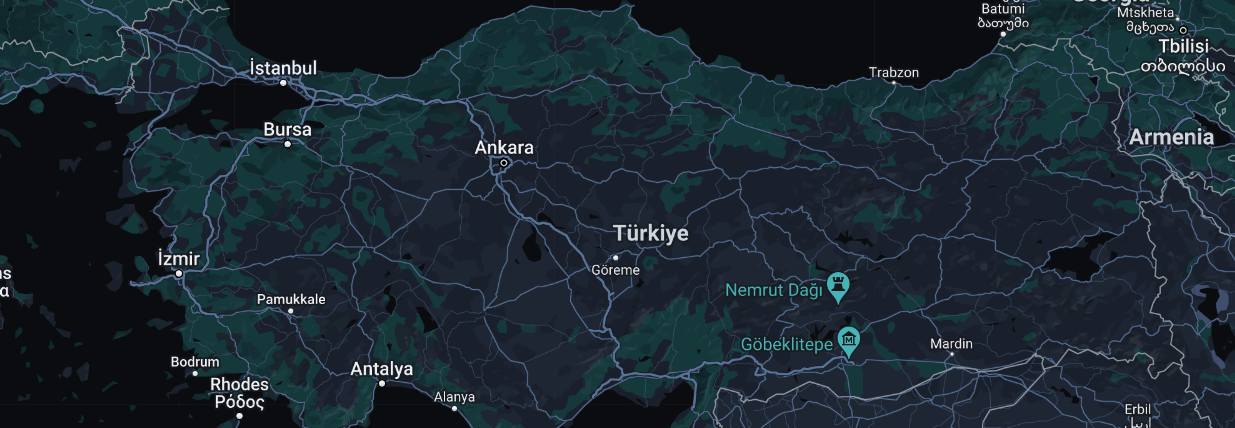 Batumi
ბათუმი
Mtskheta
მცხეთა
Tbilisi
თბილისი
İstanbul
Trabzon
Bursa
Ankara
Armenia
Türkiye
İzmir
Göreme
Pamukkale
Nemrut Dağı
Göbeklitepe
Mardin
Bodrum
Antalya
Rhodes
Ρόδος
Alanya
Erbil